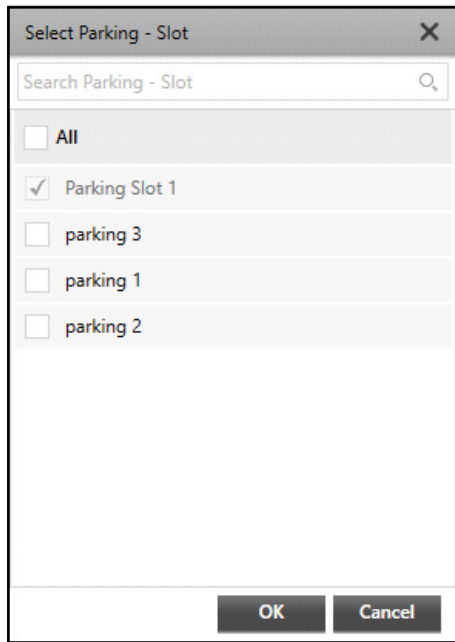 Select Parking - Slot
Search Parking - Slot
All
Parking Slot 1
parking 3
parking 1
parking 2
OK Cancel